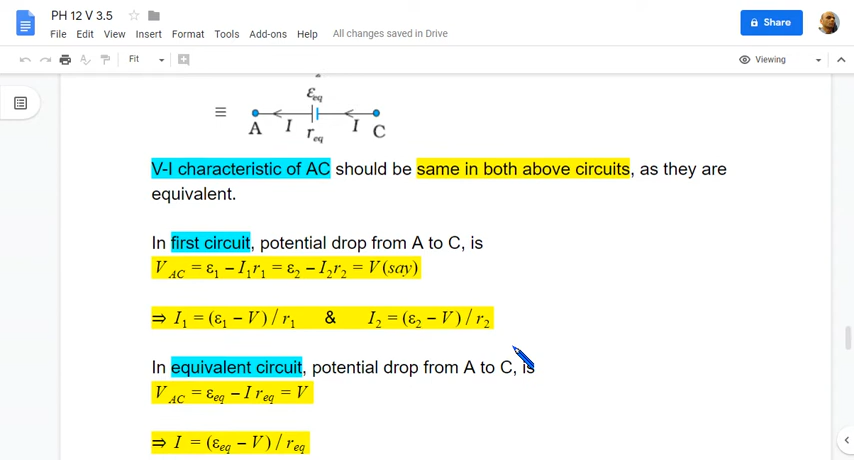 PH 12 V 3.5
File Edit View Insert Format Tools Add-ons Help All changes saved in Drive
Share
Fit
Viewing
εeq
≡
A I req I C
V-I characteristic of AC should be same in both above circuits, as they are
equivalent.
In first circuit, potential drop from A to C, is
V_AC = ε₁ − I₁r₁ = ε₂ − I₂r₂ = V(say)
⇒ I₁ = (ε₁ − V) / r₁ & I₂ = (ε₂ − V) / r₂
In equivalent circuit, potential drop from A to C, is
V_AC = ε_eq − I r_eq = V
⇒ I = (ε_eq − V) / r_eq